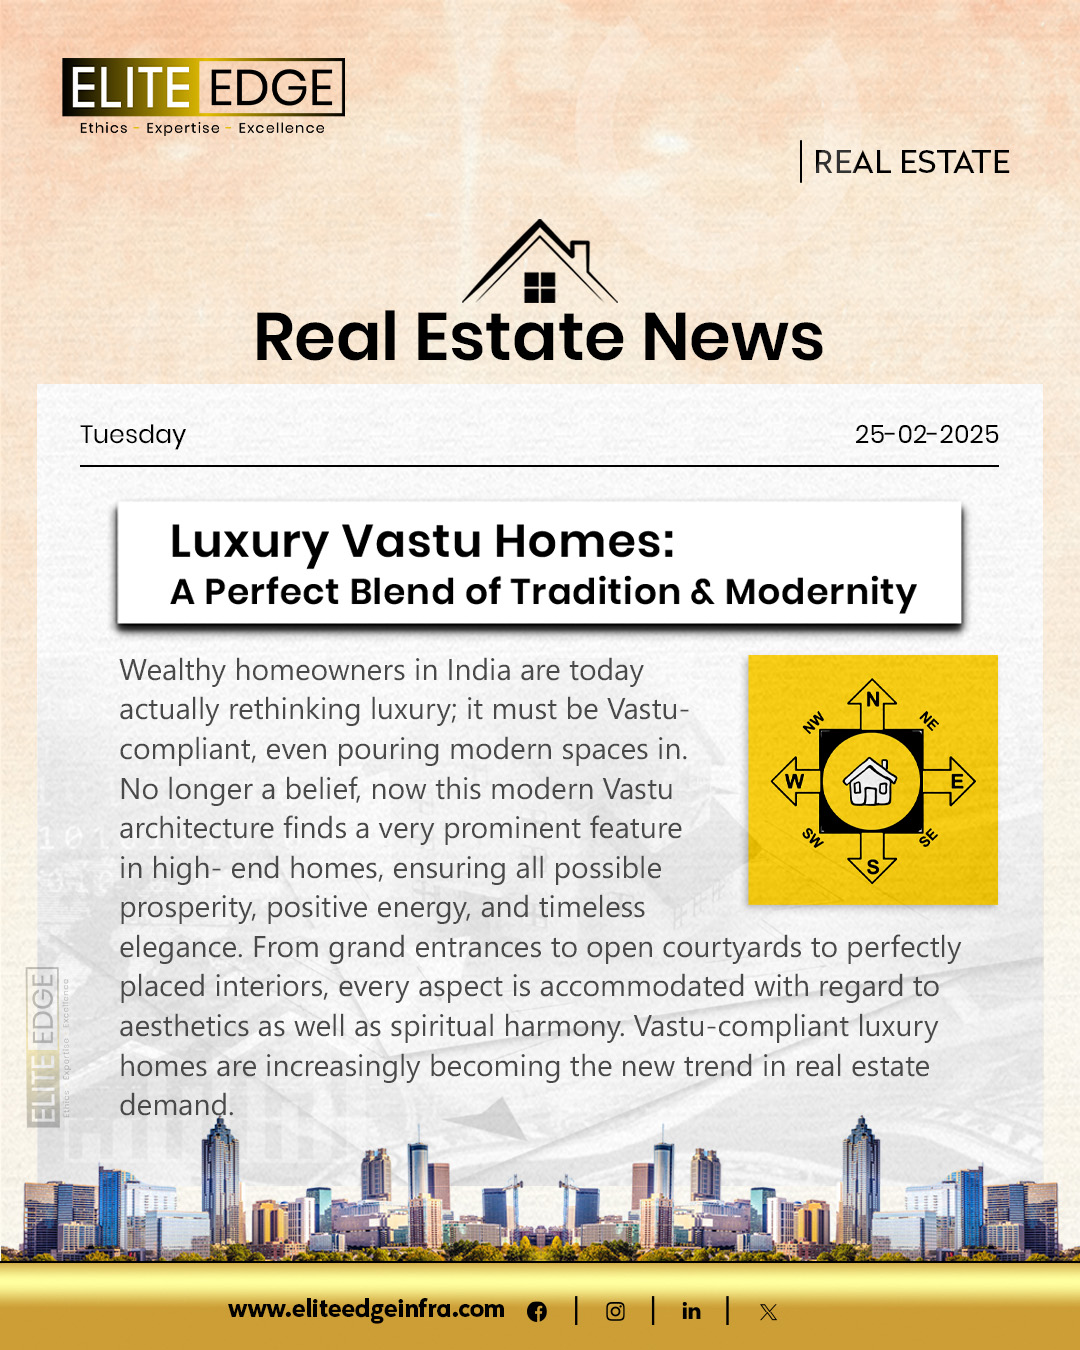 ELITE EDGE
Ethics - Expertise - Excellence
REAL ESTATE
Real Estate News
Tuesday
25-02-2025
Luxury Vastu Homes:
A Perfect Blend of Tradition & Modernity
Wealthy homeowners in India are today
actually rethinking luxury; it must be Vastu-
compliant, even pouring modern spaces in.
No longer a belief, now this modern Vastu
architecture finds a very prominent feature
in high- end homes, ensuring all possible
prosperity, positive energy, and timeless
elegance. From grand entrances to open courtyards to perfectly
placed interiors, every aspect is accommodated with regard to
aesthetics as well as spiritual harmony. Vastu-compliant luxury
homes are increasingly becoming the new trend in real estate
demand.
N
NW
NE
W
E
SW
SE
S
ELITE EDGE
Ethics - Expertise - Excellence
www.eliteedgeinfra.com